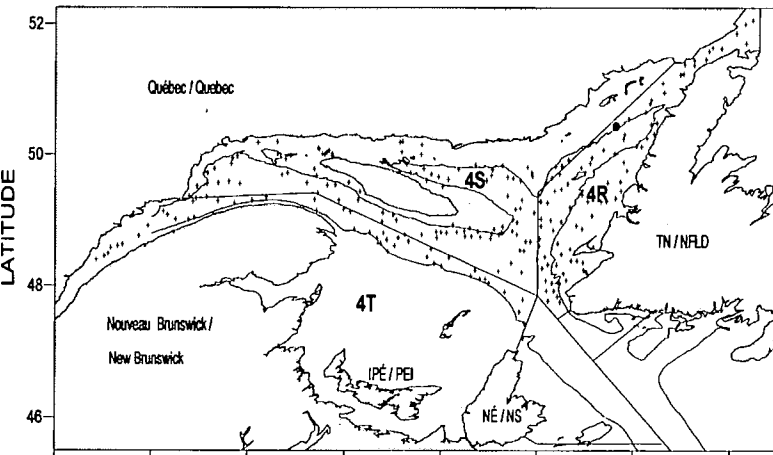 52
Québec / Quebec
50
4S
4R
LATITUDE
TN / NFLD
48
4T
Nouveau Brunswick /
New Brunswick
IPÉ / PEI
NÉ / NS
46